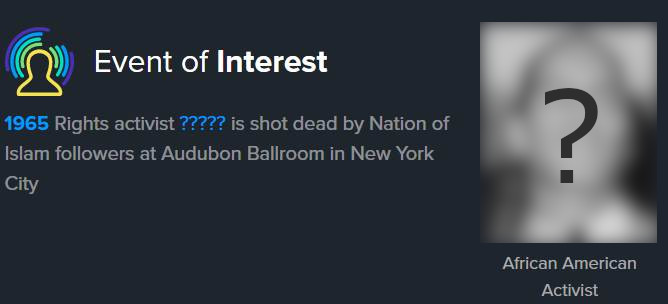 Event of Interest
1965 Rights activist ????? is shot dead by Nation of
Islam followers at Audubon Ballroom in New York
City
?
African American
Activist